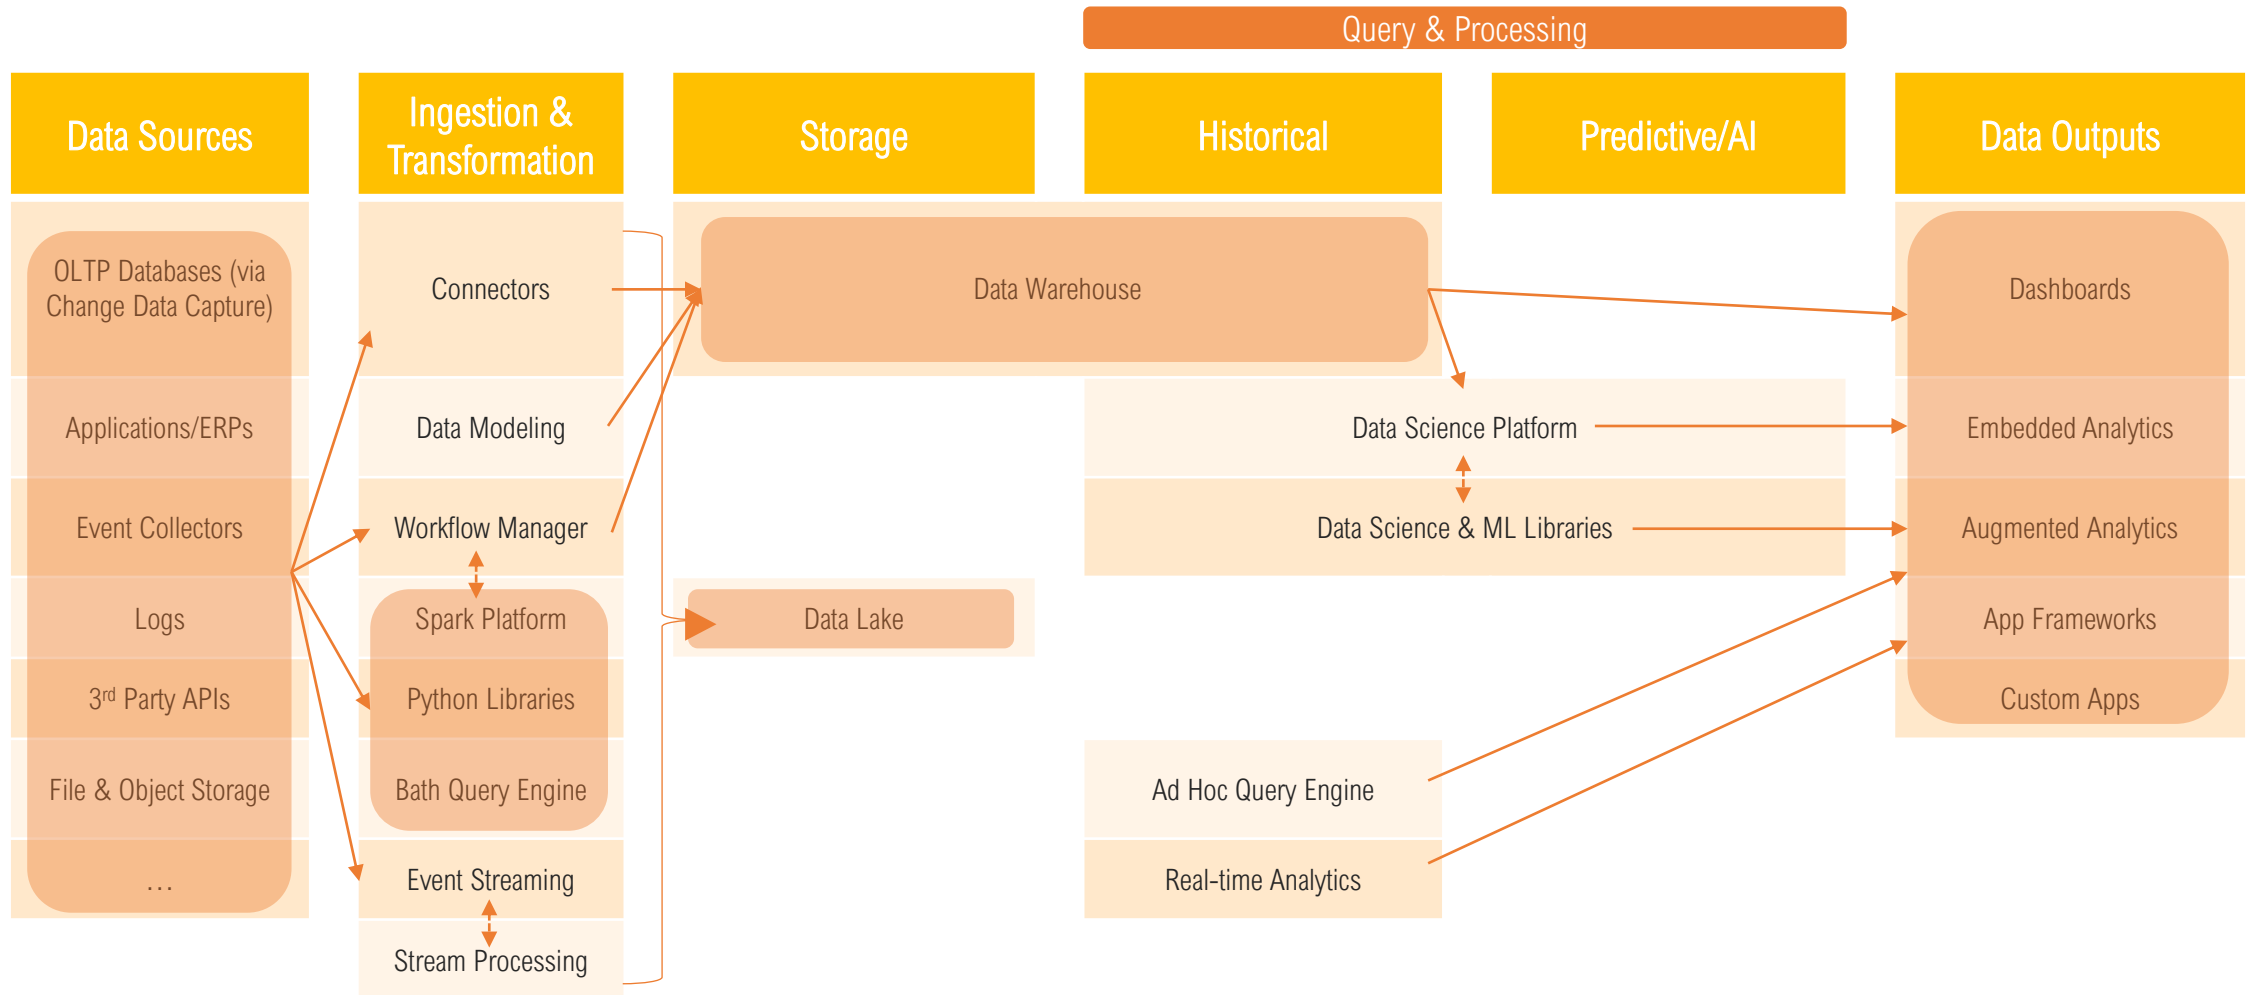 Query & Processing
Data Sources
Ingestion &
Transformation
Storage
Historical
Predictive/AI
Data Outputs
OLTP Databases (via
Change Data Capture)
Connectors
Data Warehouse
Dashboards
Applications/ERPs
Data Modeling
Data Science Platform
Embedded Analytics
Event Collectors
Workflow Manager
Data Science & ML Libraries
Augmented Analytics
Logs
Spark Platform
Data Lake
App Frameworks
3rd Party APIs
Python Libraries
Custom Apps
File & Object Storage
Bath Query Engine
Ad Hoc Query Engine
...
Event Streaming
Real-time Analytics
Stream Processing